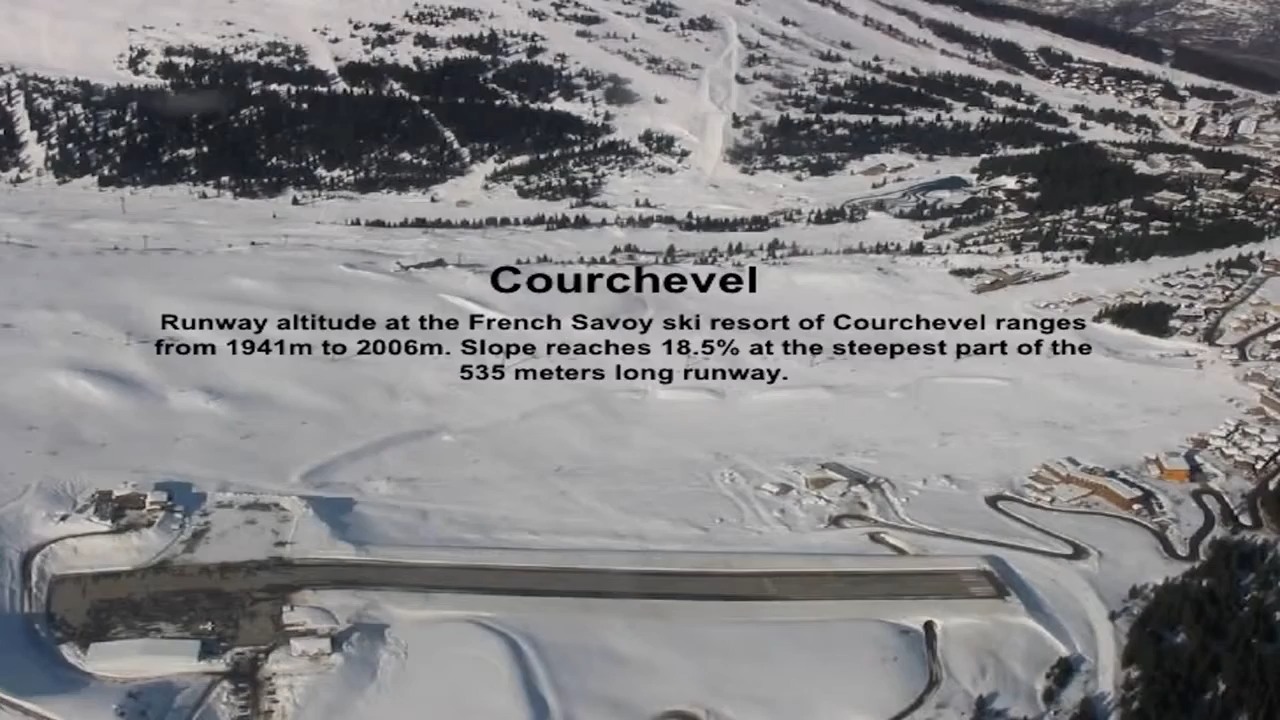 Courchevel
Runway altitude at the French Savoy ski resort of Courchevel ranges
from 1941m to 2006m. Slope reaches 18.5% at the steepest part of the
535 meters long runway.